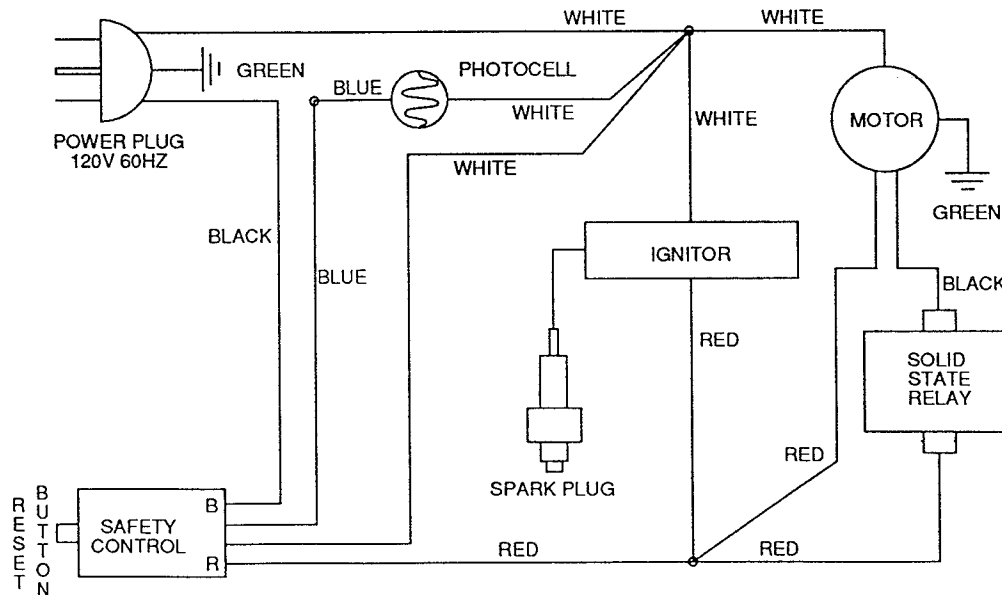 WHITE
WHITE
GREEN
PHOTOCELL
BLUE
WHITE
WHITE
WHITE
MOTOR
POWER PLUG
120V 60HZ
GREEN
BLACK
BLUE
IGNITOR
BLACK
RED
SOLID
STATE
RELAY
RED
SPARK PLUG
RESET
BUTTON
B
SAFETY
CONTROL
R
RED
RED